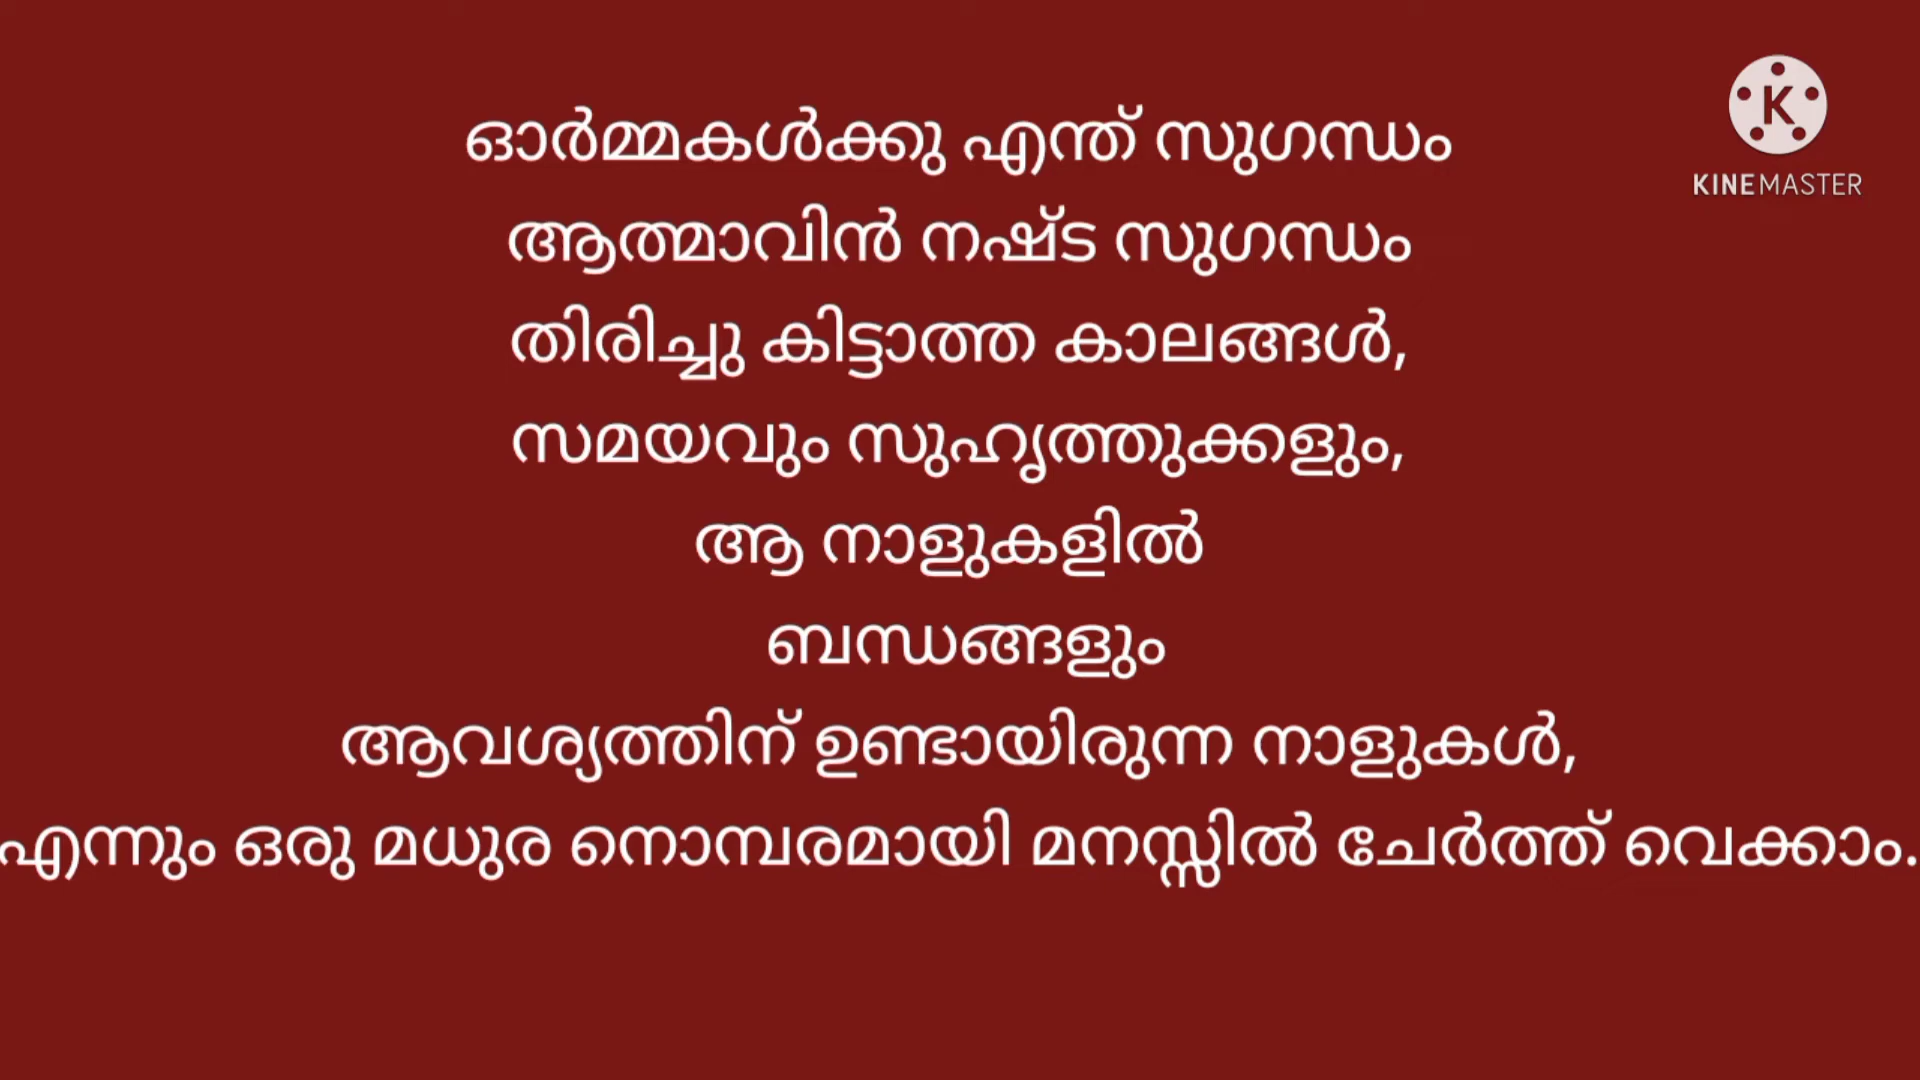 ഓർമ്മകൾക്കു എന്ത് സുഗന്ധം
ആത്മാവിൻ നഷ്ട സുഗന്ധം
തിരിച്ചു കിട്ടാത്ത കാലങ്ങൾ,
സമയവും സുഹൃത്തുക്കളും,
ആ നാളുകളിൽ
ബന്ധങ്ങളും
ആവശ്യത്തിന് ഉണ്ടായിരുന്ന നാളുകൾ,
എന്നും ഒരു മധുര നൊമ്പരമായി മനസ്സിൽ ചേർത്ത് വെക്കാം.
K
KINEMASTER